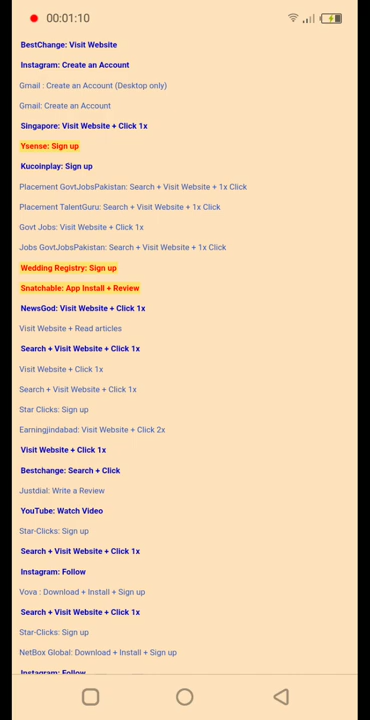 00:01:10
BestChange: Visit Website
Instagram: Create an Account
Gmail : Create an Account (Desktop only)
Gmail: Create an Account
Singapore: Visit Website + Click 1x
Ysense: Sign up
Kucoinplay: Sign up
Placement GovtJobsPakistan: Search + Visit Website + 1x Click
Placement TalentGuru: Search + Visit Website + 1x Click
Govt Jobs: Visit Website + Click 1x
Jobs GovtJobsPakistan: Search + Visit Website + 1x Click
Wedding Registry: Sign up
Snatchable: App Install + Review
NewsGod: Visit Website + Click 1x
Visit Website + Read articles
Search + Visit Website + Click 1x
Visit Website + Click 1x
Search + Visit Website + Click 1x
Star Clicks: Sign up
Earningjindabad: Visit Website + Click 2x
Visit Website + Click 1x
Bestchange: Search + Click
Justdial: Write a Review
YouTube: Watch Video
Star-Clicks: Sign up
Search + Visit Website + Click 1x
Instagram: Follow
Vova : Download + Install + Sign up
Search + Visit Website + Click 1x
Star-Clicks: Sign up
NetBox Global: Download + Install + Sign up
Instagram: Follow